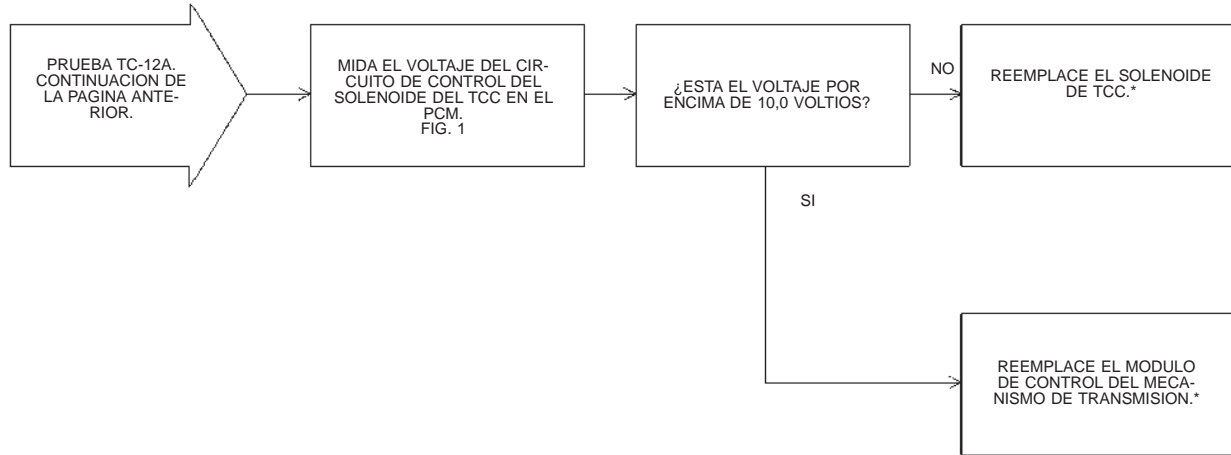 PRUEBA TC-12A.
CONTINUACION DE
LA PAGINA ANTE-
RIOR.
MIDA EL VOLTAJE DEL CIR-
CUITO DE CONTROL DEL
SOLENOIDE DEL TCC EN EL
PCM.
FIG. 1
¿ESTA EL VOLTAJE POR
ENCIMA DE 10,0 VOLTIOS?
NO
REEMPLACE EL SOLENOIDE
DE TCC.*
SI
REEMPLACE EL MODULO
DE CONTROL DEL MECA-
NISMO DE TRANSMISION.*